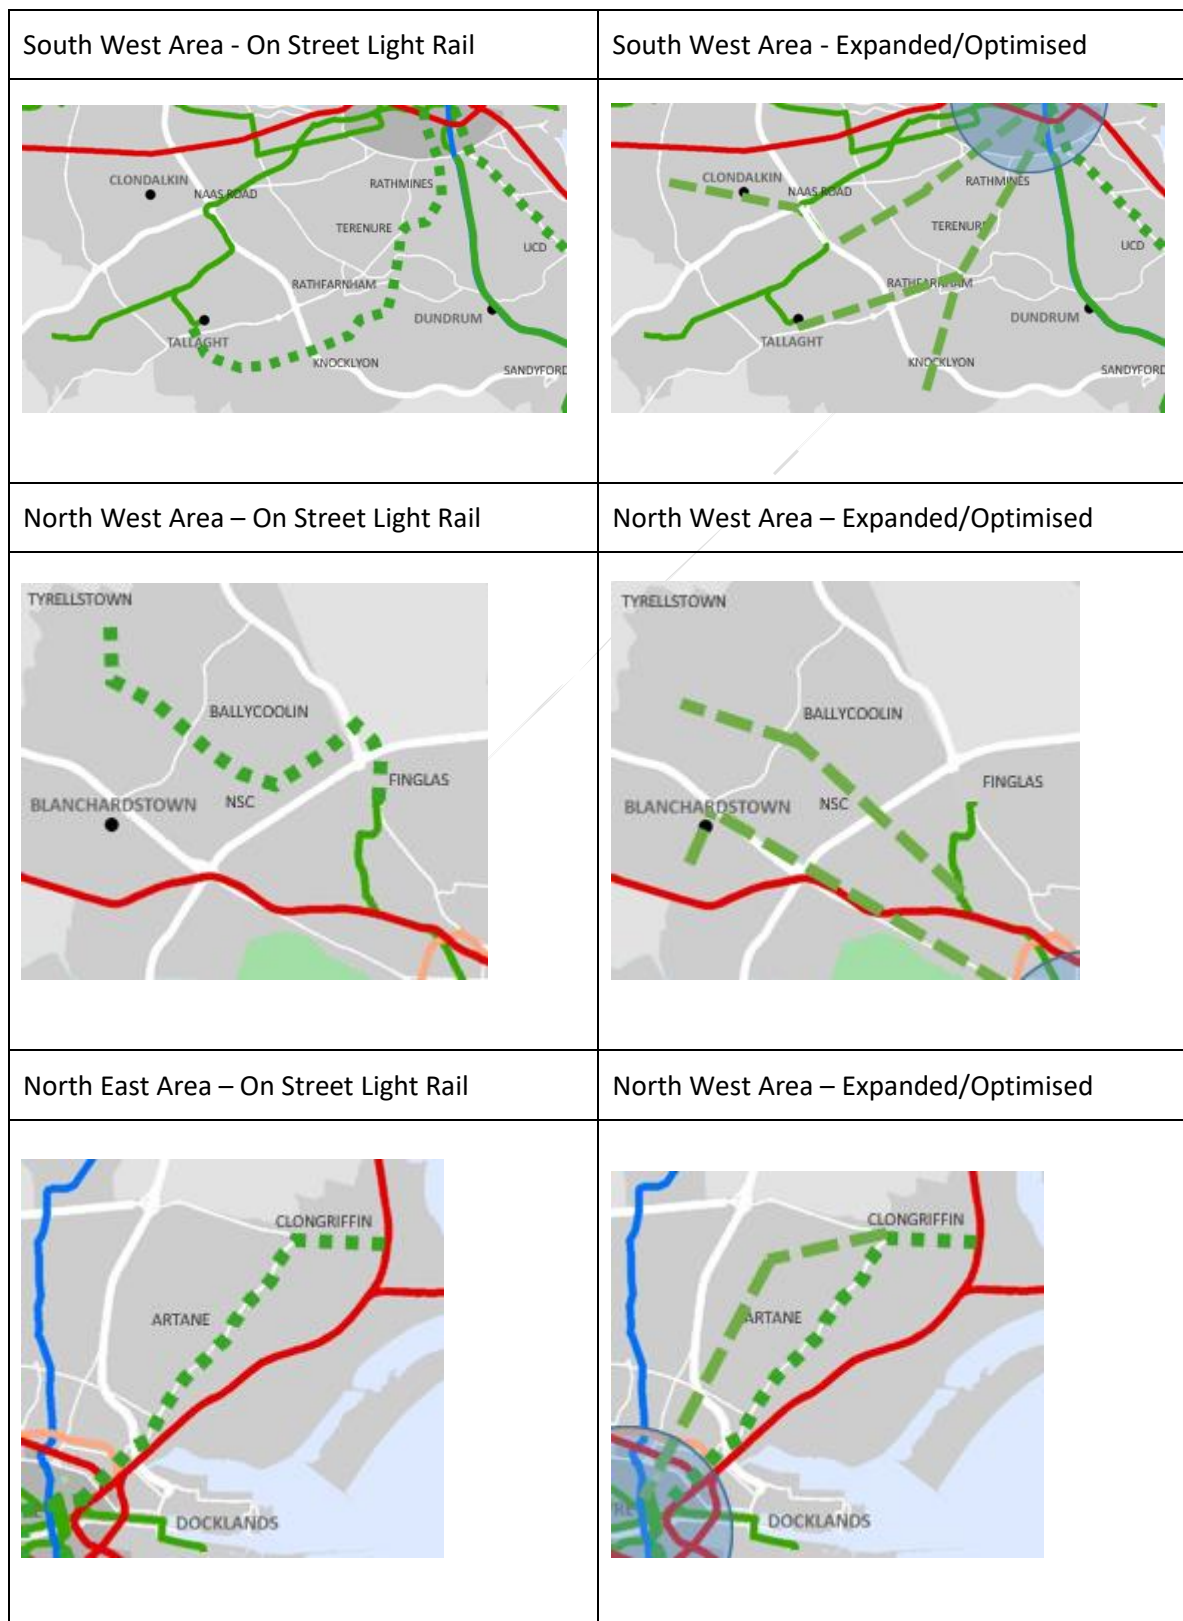 South West Area - On Street Light Rail
South West Area - Expanded/Optimised
CLONDALKIN
NAAS ROAD
RATHMINES
TERENURE
UCD
RATHFARNHAM
DUNDRUM
TALLAGHT
KNOCKLYON
SANDYFORD
CLONDALKIN
NAAS ROAD
RATHMINES
TERENURE
UCD
RATHFARNHAM
DUNDRUM
TALLAGHT
KNOCKLYON
SANDYFORD
North West Area – On Street Light Rail
North West Area – Expanded/Optimised
TYRELLSTOWN
BALLYCOOLIN
FINGLAS
BLANCHARDSTOWN
NSC
TYRELLSTOWN
BALLYCOOLIN
FINGLAS
BLANCHARDSTOWN
NSC
North East Area – On Street Light Rail
North West Area – Expanded/Optimised
CLONGRIFFIN
ARTANE
DOCKLANDS
CLONGRIFFIN
ARTANE
RE
DOCKLANDS